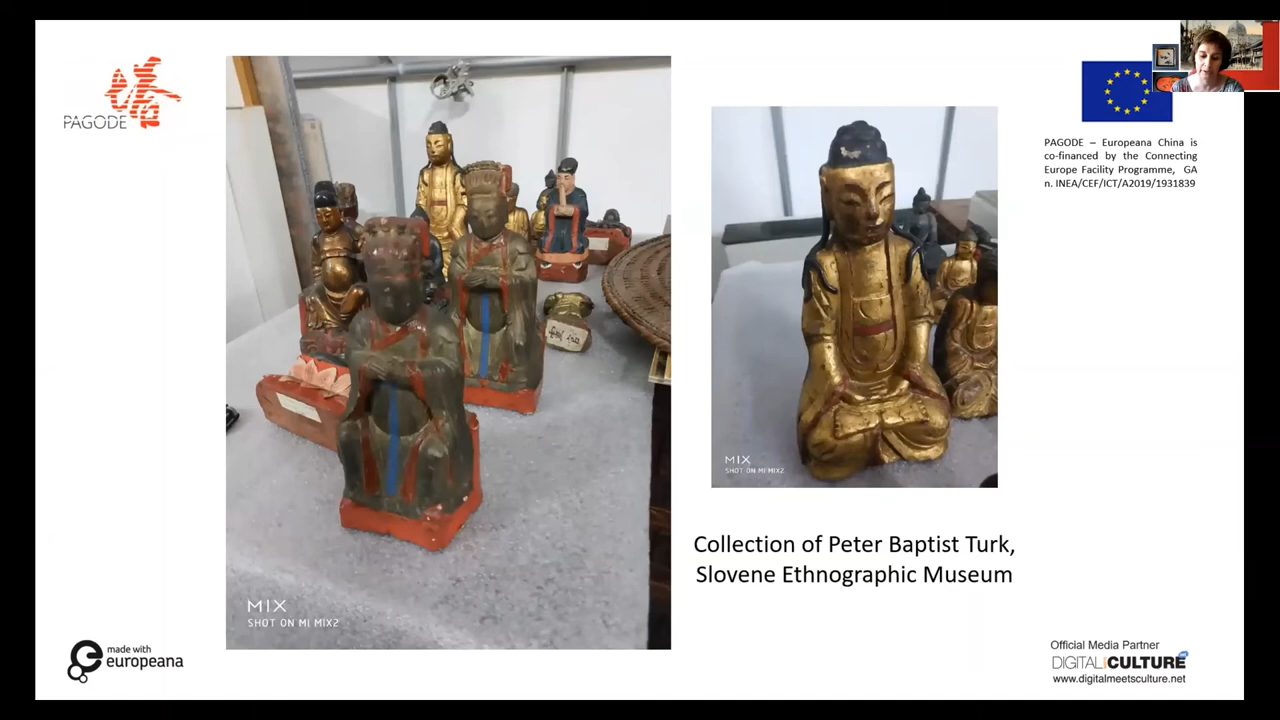 PAGODE
PAGODE – Europeana China is
co-financed by the Connecting
Europe Facility Programme, GA
n. INEA/CEF/ICT/A2019/1931839
MIX
SHOT ON MI MIX2
MIX
SHOT ON MI MIX2
Collection of Peter Baptist Turk,
Slovene Ethnographic Museum
made with
europeana
Official Media Partner
DIGITAL CULTURE
www.digitalmeetsculture.net